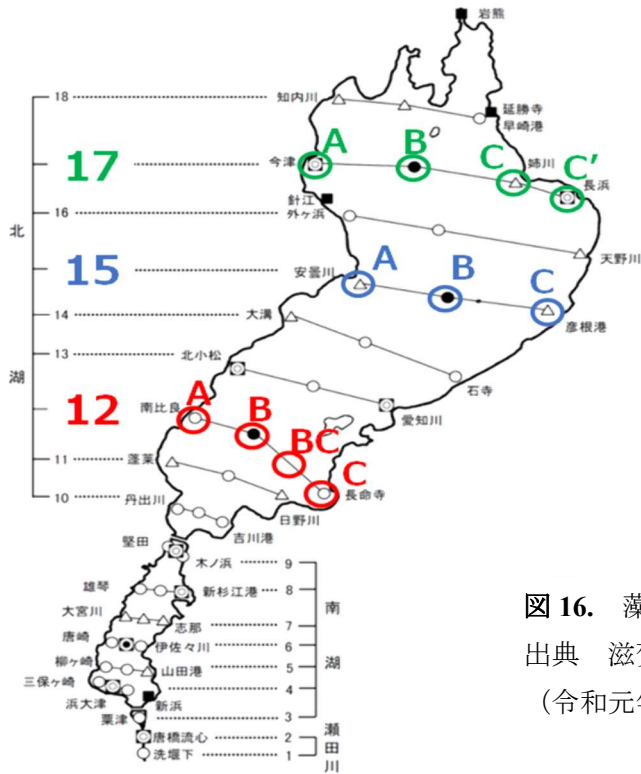 岩熊
18
知内川
延勝寺
早崎港
17
今津
A
B
C
姉川
C′
長浜
針江
16
外ヶ浜
北
天野川
15
安曇川
A
B
C
14
大溝
彦根港
13
北小松
石寺
湖
12
南比良
A
B
愛知川
BC
C
11
蓬莱
長命寺
10
丹出川
日野川
吉川港
堅田
木ノ浜
9
雄琴
新杉江港
8
南
大宮川
志那
7
唐崎
伊佐々川
6
湖
柳ヶ崎
山田港
5
三保ヶ崎
4
浜大津
新浜
粟津
3
瀬田川
唐橋流心
2
洗堰下
1
図 16. 藻
出典 滋賀
(令和元年